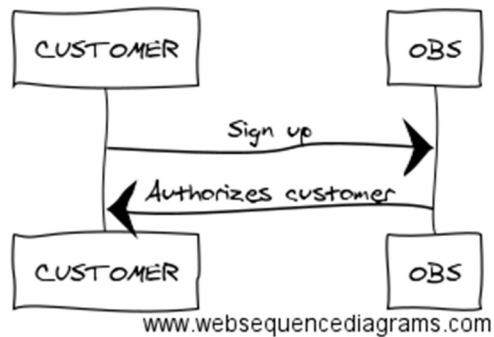 CUSTOMER OBS
Sign up
Authorizes customer
CUSTOMER OBS
www.websequencediagrams.com